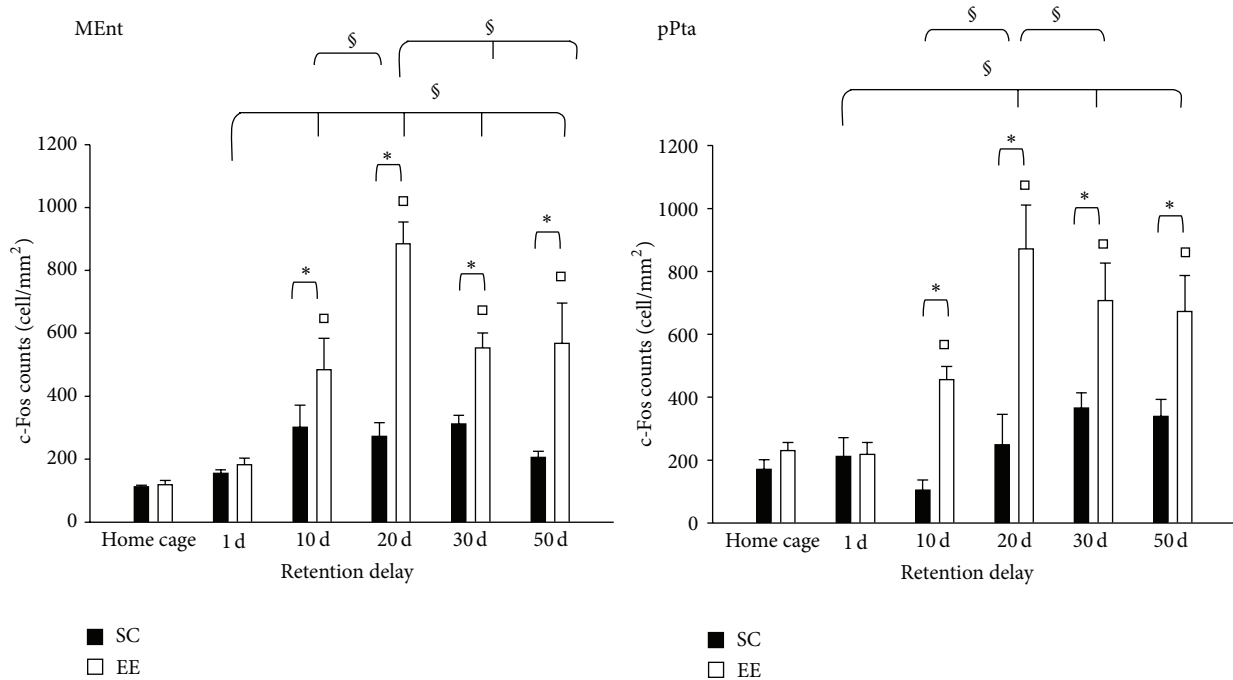 MEnt
§
§
§
1200
1000
800
600
400
200
0
c-Fos counts (cell/mm²)
*
*
*
*
Home cage
1 d
10 d
20 d
30 d
50 d
Retention delay
SC
EE
pPta
§
§
§
1200
1000
800
600
400
200
0
c-Fos counts (cell/mm²)
*
*
*
*
Home cage
1 d
10 d
20 d
30 d
50 d
Retention delay
SC
EE